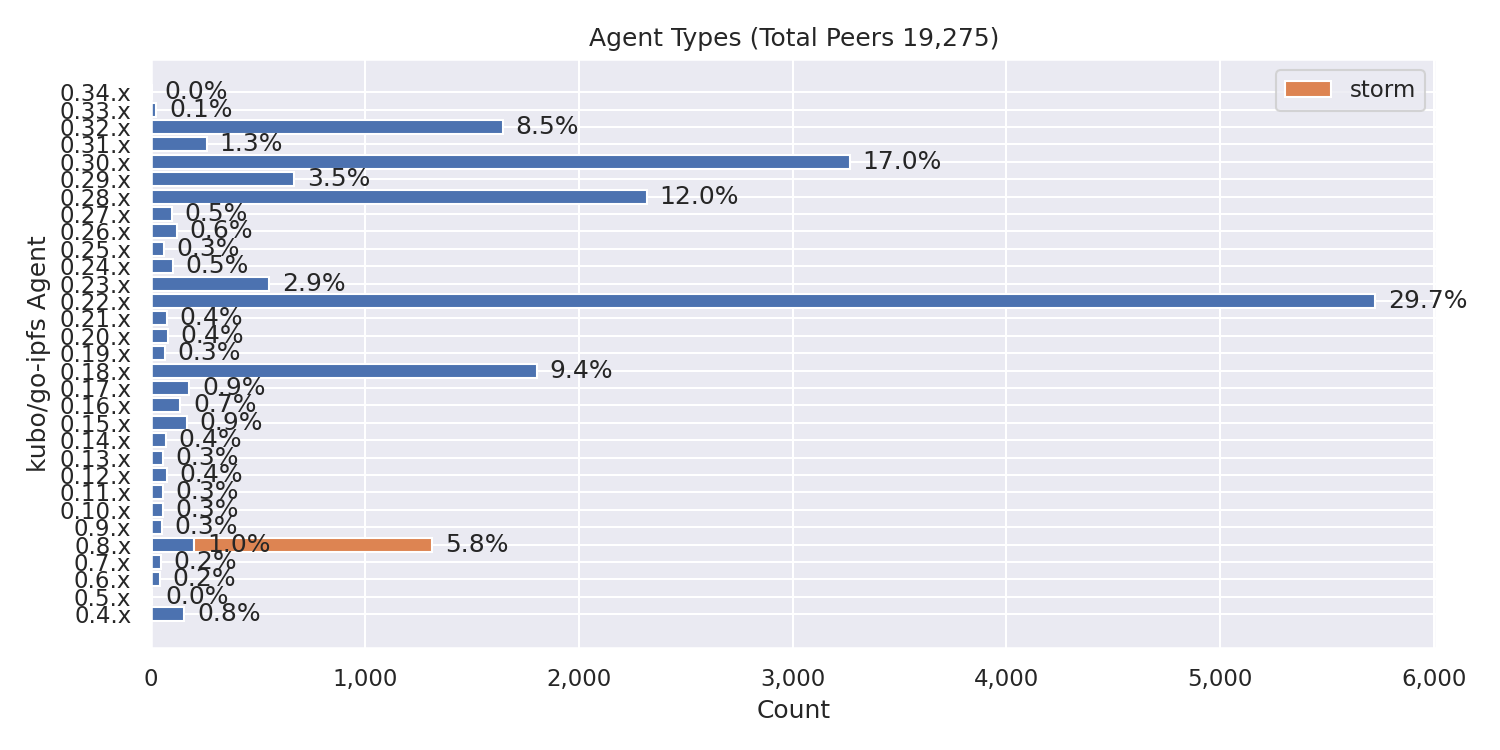 Agent Types (Total Peers 19,275)
storm
kubo/go-ipfs Agent
0.34.x 0.0%
0.33.x 0.1%
0.32.x 8.5%
0.31.x 1.3%
0.30.x 17.0%
0.29.x 3.5%
0.28.x 12.0%
0.27.x 0.5%
0.26.x 0.6%
0.25.x 0.3%
0.24.x 0.5%
0.23.x 2.9%
0.22.x 29.7%
0.21.x 0.4%
0.20.x 0.4%
0.19.x 0.3%
0.18.x 9.4%
0.17.x 0.9%
0.16.x 0.7%
0.15.x 0.9%
0.14.x 0.4%
0.13.x 0.3%
0.12.x 0.4%
0.11.x 0.3%
0.10.x 0.3%
0.9.x 0.3%
0.8.x 1.0% 5.8%
0.7.x 0.2%
0.6.x 0.2%
0.5.x 0.0%
0.4.x 0.8%
0 1,000 2,000 3,000 4,000 5,000 6,000
Count